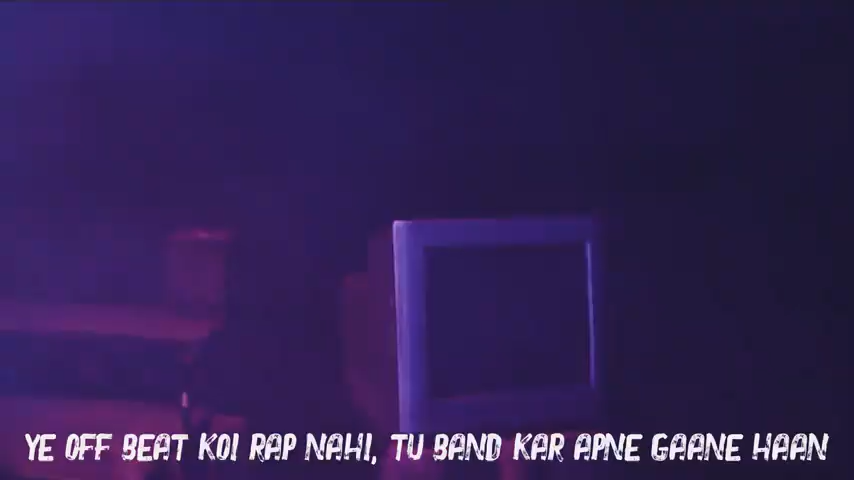 YE OFF BEAT KOI RAP NAHI, TU BAND KAR APNE GAANE HAAN